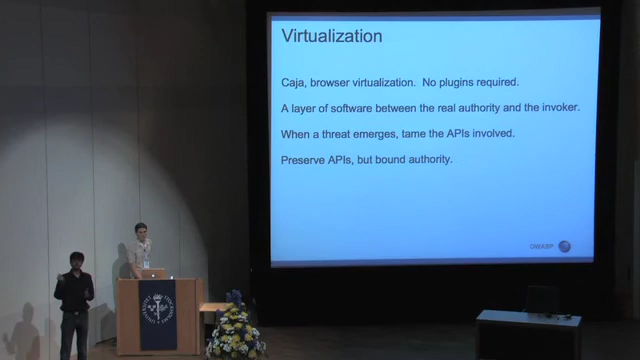 Virtualization
Caja, browser virtualization. No plugins required.
A layer of software between the real authority and the invoker.
When a threat emerges, tame the APIs involved.
Preserve APIs, but bound authority.
OWASP